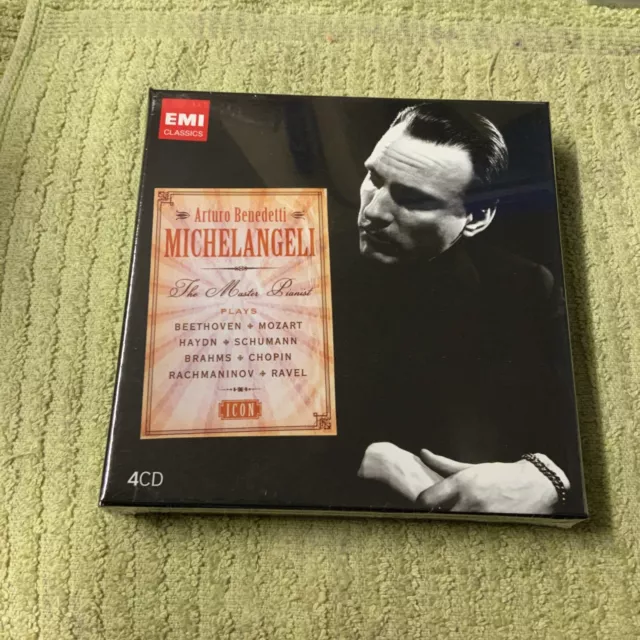 EMI
CLASSICS
Arturo Benedetti
MICHELANGELI
The Master Pianist
PLAYS
BEETHOVEN + MOZART
HAYDN + SCHUMANN
BRAHMS + CHOPIN
RACHMANINOV + RAVEL
ICON
4CD